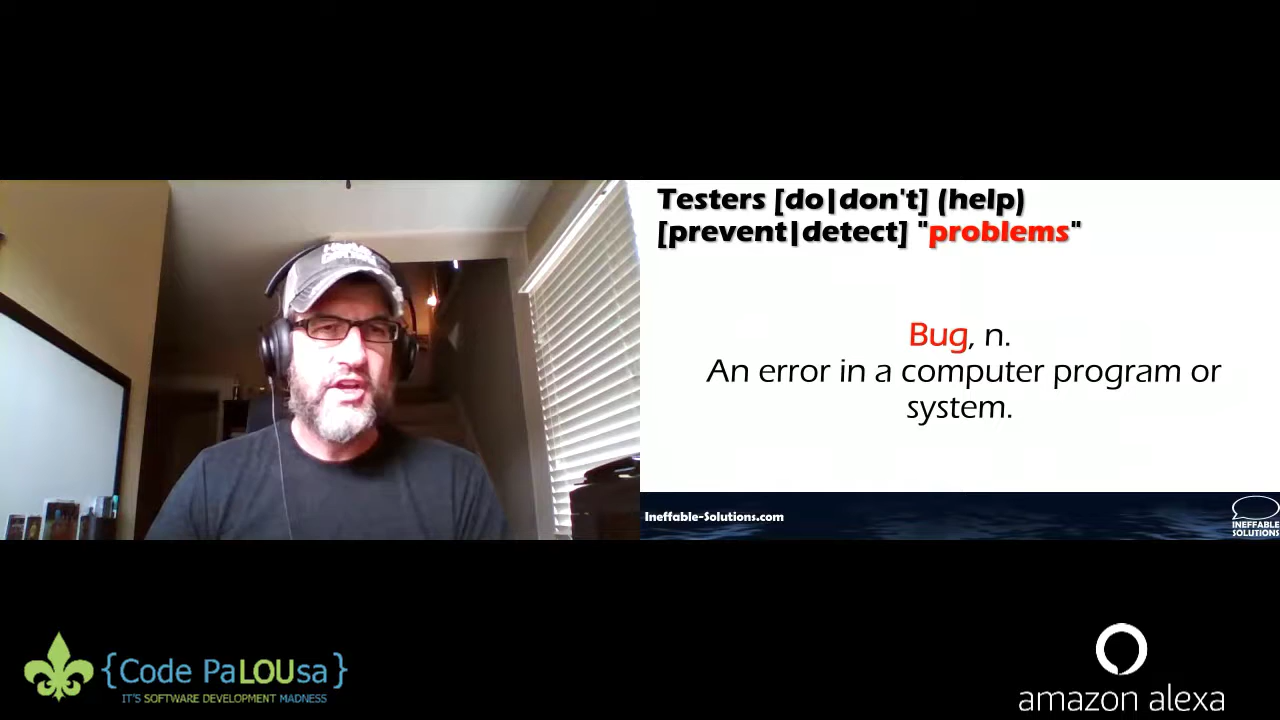 Testers [do|don't] (help)
[prevent|detect] "problems"
Bug, n.
An error in a computer program or
system.
Ineffable-Solutions.com
INEFFABLE
SOLUTIONS
{Code PaLOUsa}
IT'S SOFTWARE DEVELOPMENT MADNESS
amazon alexa